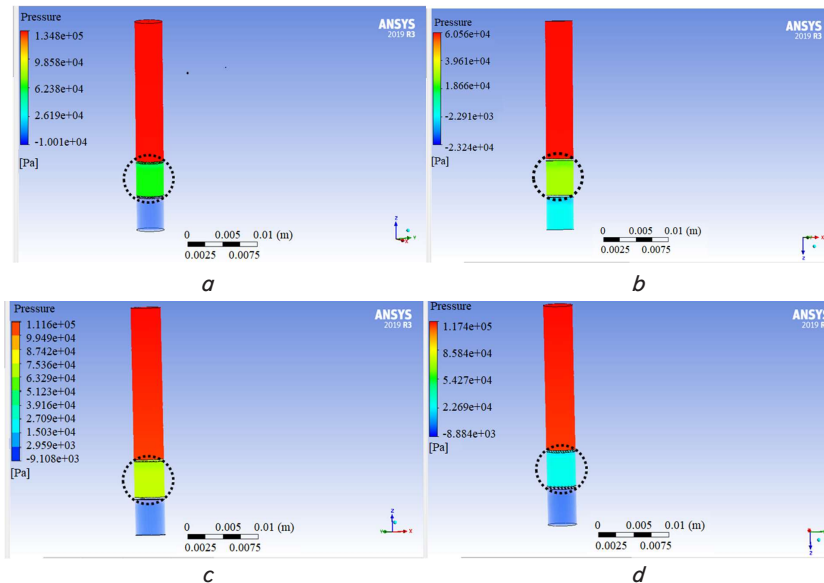 Pressure
1.348e+05
9.858e+04
6.238e+04
2.619e+04
-1.001e+04
[Pa]
ANSYS
2019 R3
0 0.005 0.01 (m)
0.0025 0.0075
Z
Y
X
a
Pressure
6.056e+04
3.961e+04
1.866e+04
-2.291e+03
-2.324e+04
[Pa]
ANSYS
2019 R3
0 0.005 0.01 (m)
0.0025 0.0075
X
Z
b
Pressure
1.116e+05
9.949e+04
8.742e+04
7.536e+04
6.329e+04
5.123e+04
3.916e+04
2.709e+04
1.503e+04
2.959e+03
-9.108e+03
[Pa]
ANSYS
2019 R3
0 0.005 0.01 (m)
0.0025 0.0075
Z
Y
X
c
Pressure
1.174e+05
8.584e+04
5.427e+04
2.269e+04
-8.884e+03
[Pa]
ANSYS
2019 R3
0 0.005 0.01 (m)
0.0025 0.0075
Z
d